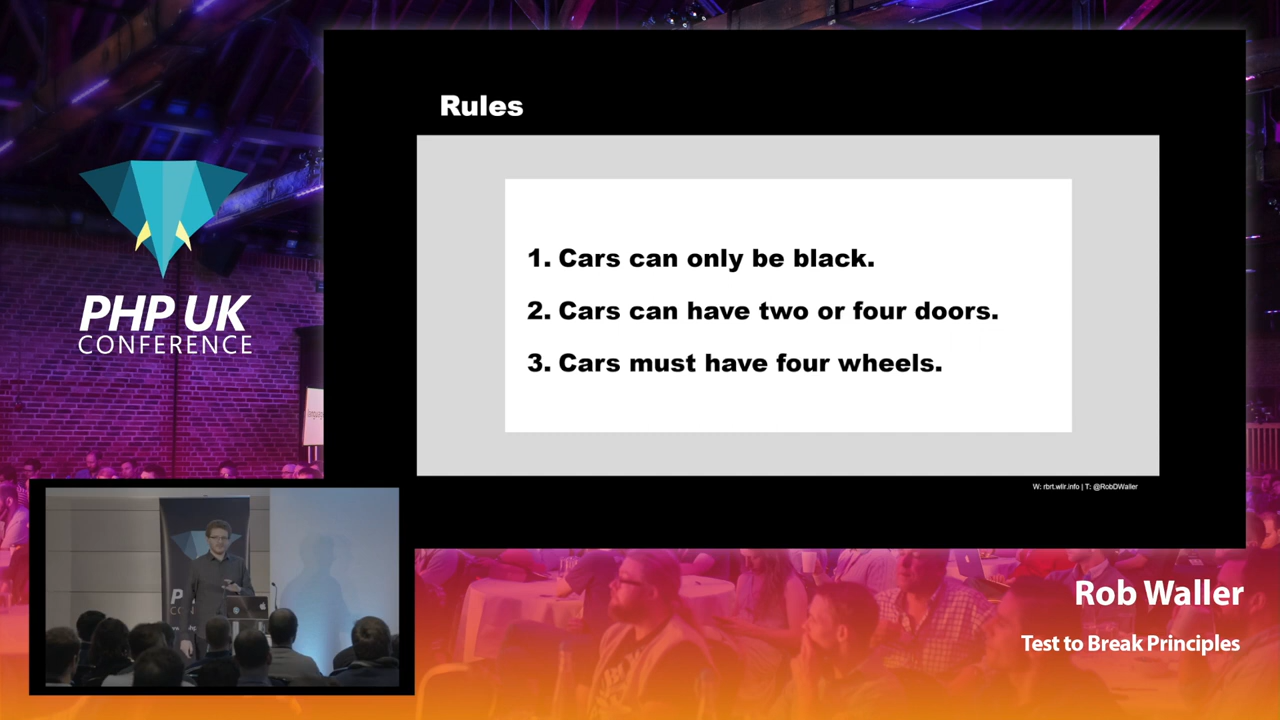 Rules
1. Cars can only be black.
2. Cars can have two or four doors.
3. Cars must have four wheels.
W: rbrt.wllr.info | T: @RobDWaller
PHP UK
CONFERENCE
Rob Waller
Test to Break Principles